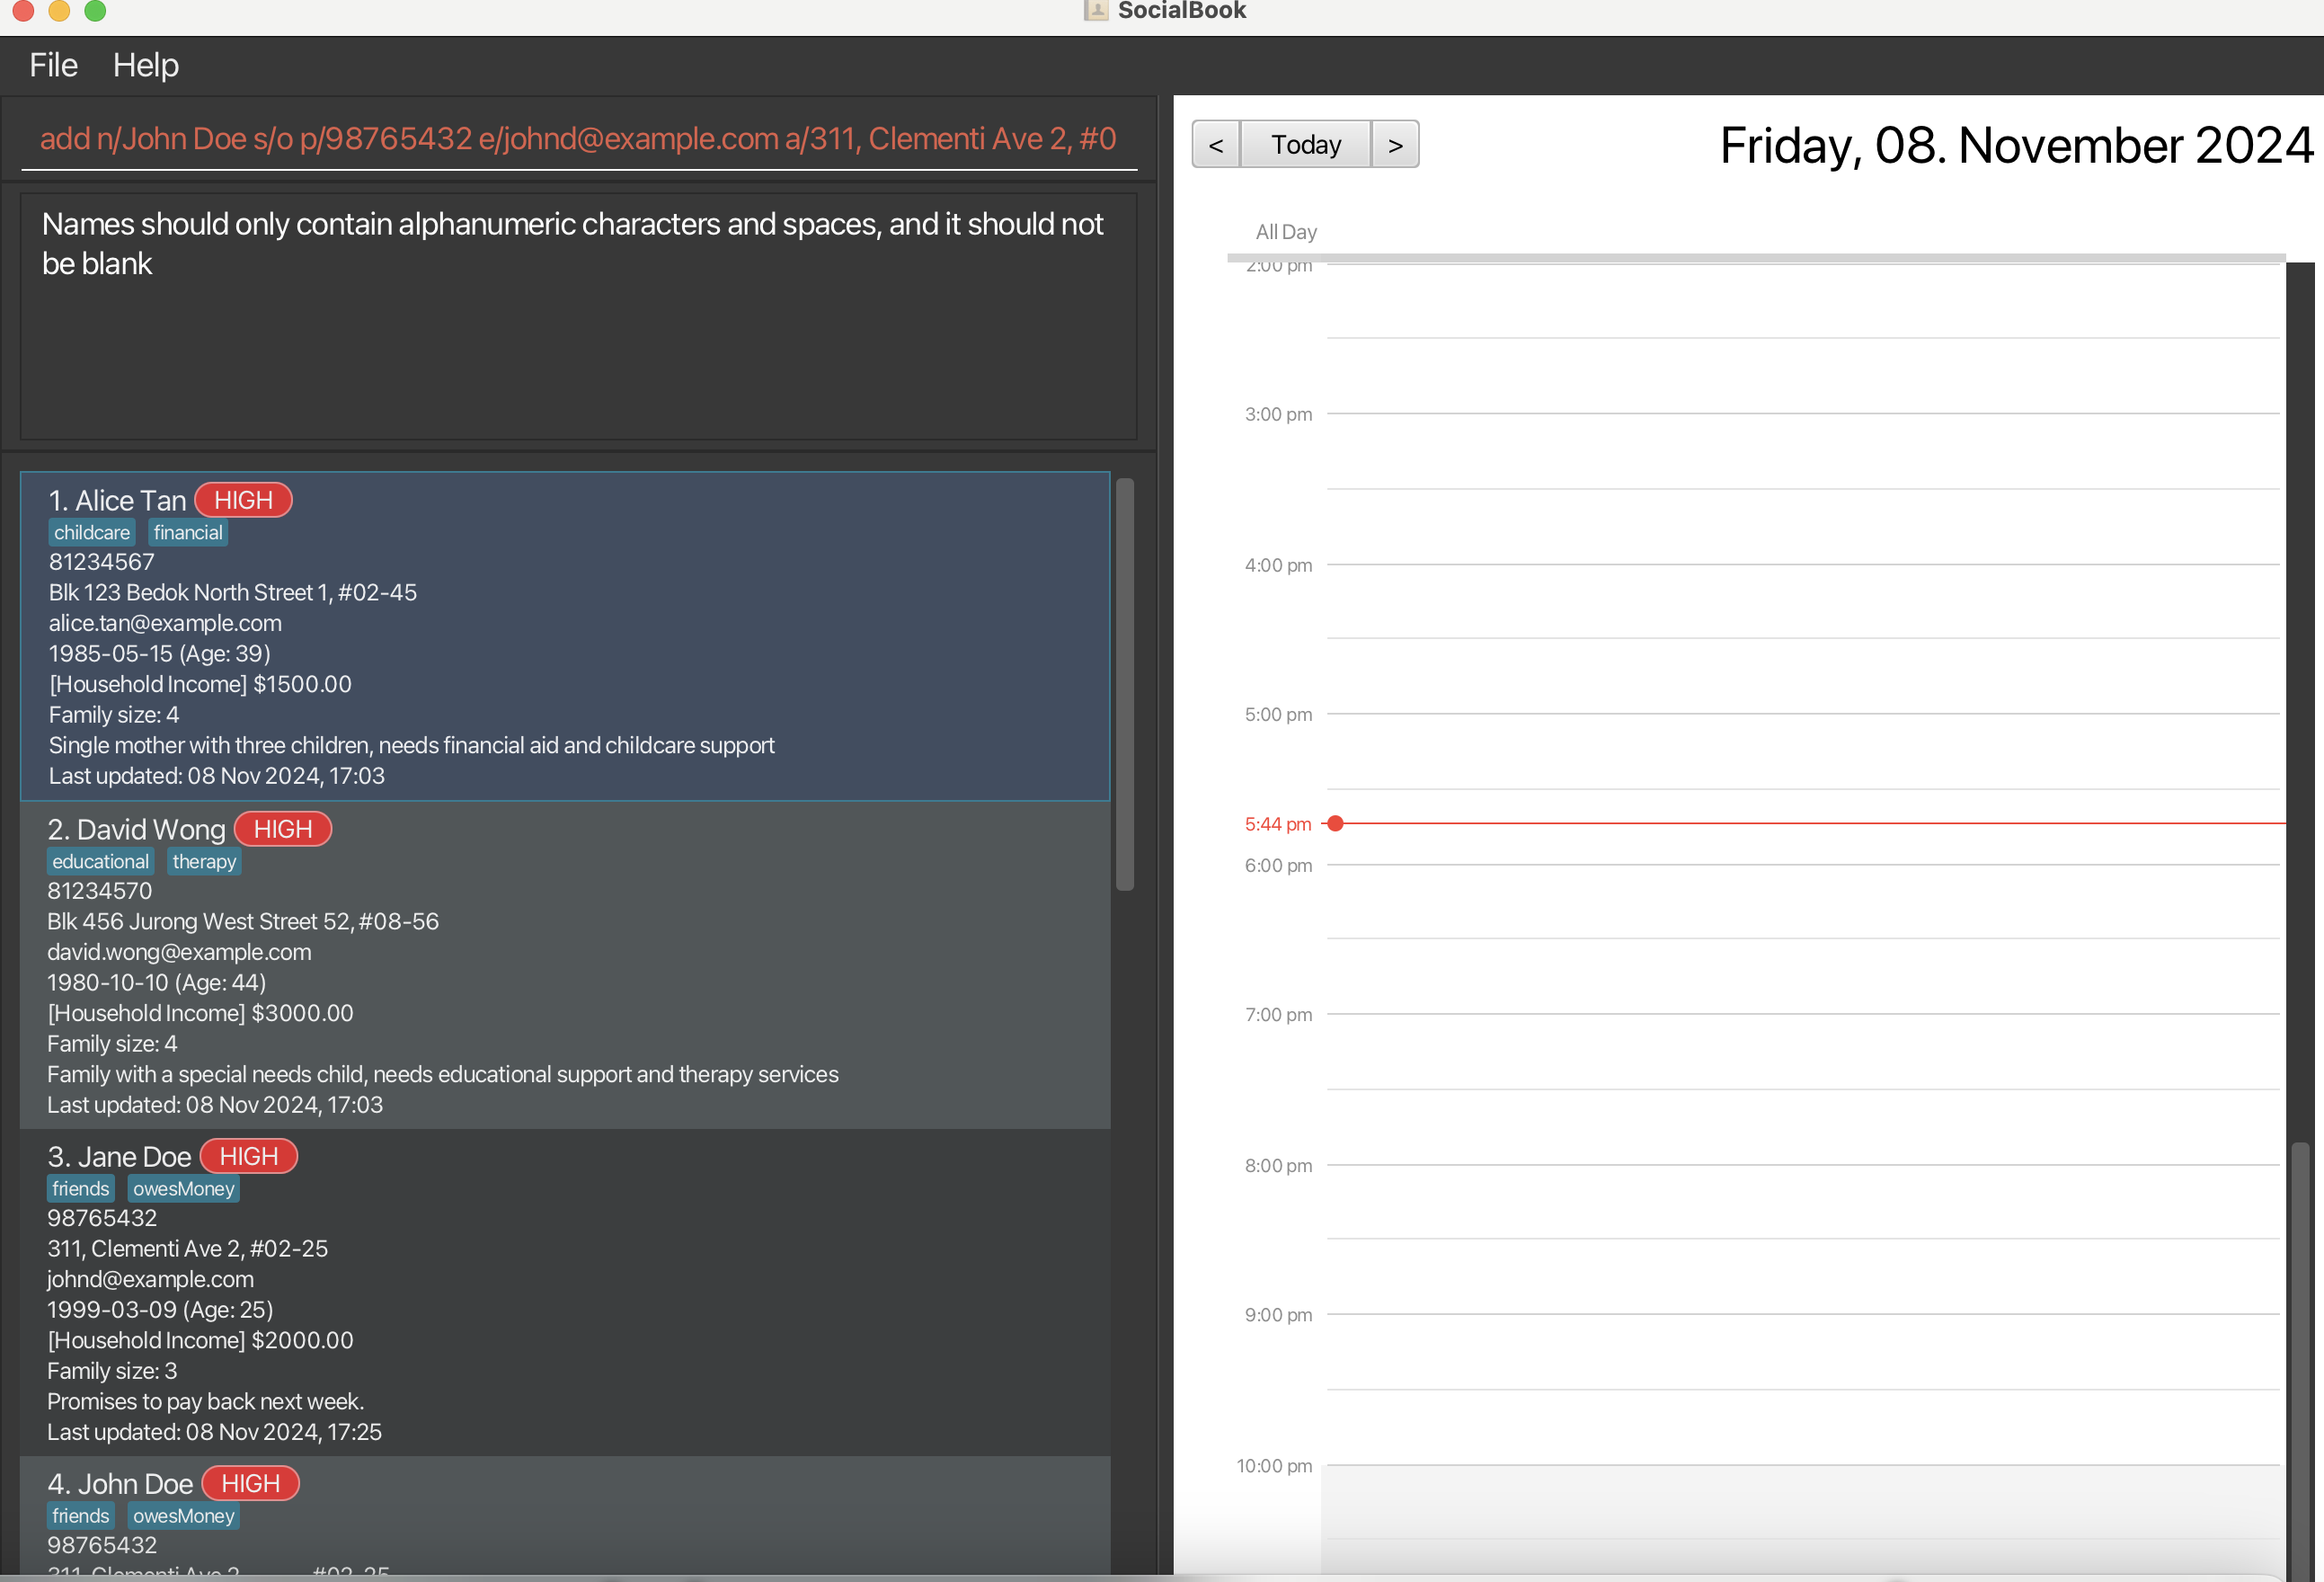 SocialBook
File Help
add n/John Doe s/o p/98765432 e/johnd@example.com a/311, Clementi Ave 2, #0
Names should only contain alphanumeric characters and spaces, and it should not
be blank
1. Alice Tan HIGH
childcare financial
81234567
Blk 123 Bedok North Street 1, #02-45
alice.tan@example.com
1985-05-15 (Age: 39)
[Household Income] $1500.00
Family size: 4
Single mother with three children, needs financial aid and childcare support
Last updated: 08 Nov 2024, 17:03
2. David Wong HIGH
educational therapy
81234570
Blk 456 Jurong West Street 52, #08-56
david.wong@example.com
1980-10-10 (Age: 44)
[Household Income] $3000.00
Family size: 4
Family with a special needs child, needs educational support and therapy services
Last updated: 08 Nov 2024, 17:03
3. Jane Doe HIGH
friends owesMoney
98765432
311, Clementi Ave 2, #02-25
johnd@example.com
1999-03-09 (Age: 25)
[Household Income] $2000.00
Family size: 3
Promises to pay back next week.
Last updated: 08 Nov 2024, 17:25
4. John Doe HIGH
friends owesMoney
98765432
311, Clementi Ave 2, #02-25
< Today >
Friday, 08. November 2024
All Day
2:00 pm
3:00 pm
4:00 pm
5:00 pm
5:44 pm
6:00 pm
7:00 pm
8:00 pm
9:00 pm
10:00 pm